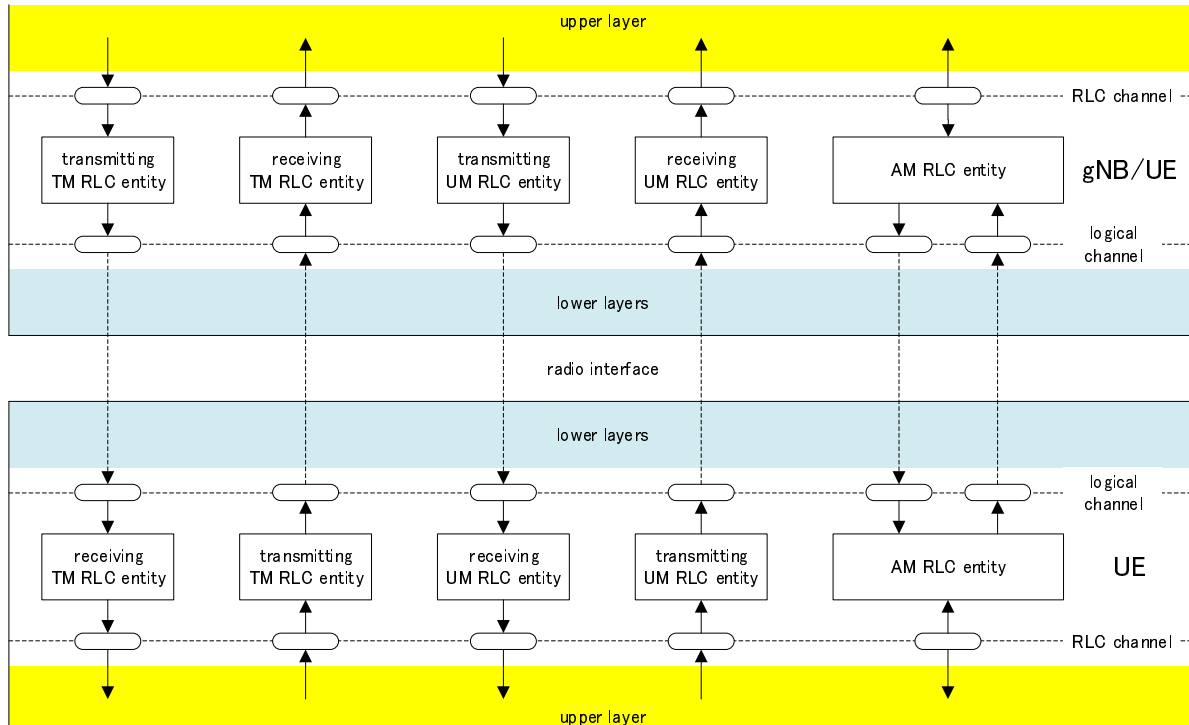 upper layer
RLC channel
transmitting
TM RLC entity
receiving
TM RLC entity
transmitting
UM RLC entity
receiving
UM RLC entity
AM RLC entity
gNB/UE
logical
channel
lower layers
radio interface
lower layers
logical
channel
receiving
TM RLC entity
transmitting
TM RLC entity
receiving
UM RLC entity
transmitting
UM RLC entity
AM RLC entity
UE
RLC channel
upper layer